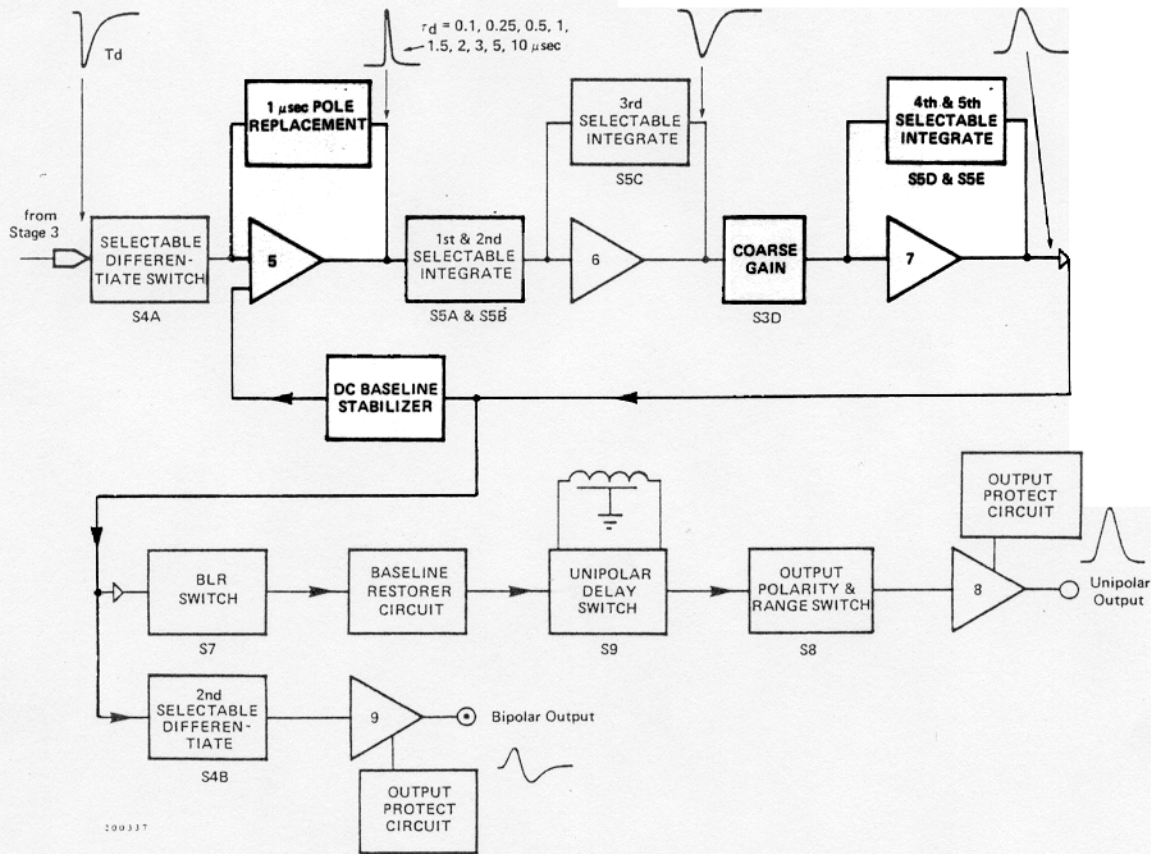 Td
τd = 0.1, 0.25, 0.5, 1,
1.5, 2, 3, 5, 10 μsec
1 μsec POLE
REPLACEMENT
3rd
SELECTABLE
INTEGRATE
S5C
4th & 5th
SELECTABLE
INTEGRATE
S5D & S5E
from
Stage 3
SELECTABLE
DIFFEREN-
TIATE SWITCH
S4A
5
1st & 2nd
SELECTABLE
INTEGRATE
S5A & S5B
6
COARSE
GAIN
S3D
7
DC BASELINE
STABILIZER
BLR
SWITCH
S7
BASELINE
RESTORER
CIRCUIT
UNIPOLAR
DELAY
SWITCH
S9
OUTPUT
POLARITY &
RANGE SWITCH
S8
OUTPUT
PROTECT
CIRCUIT
8
Unipolar
Output
2nd
SELECTABLE
DIFFEREN-
TIATE
S4B
9
Bipolar Output
OUTPUT
PROTECT
CIRCUIT
200337